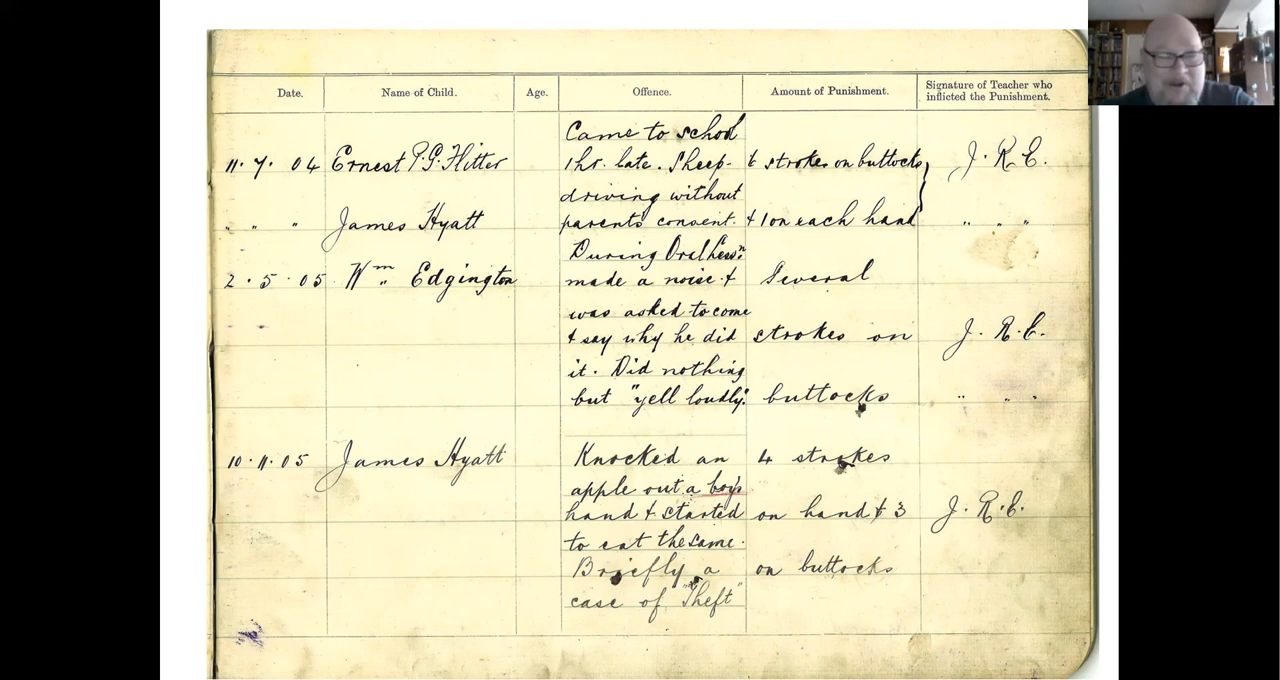 Date. Name of Child. Age. Offence. Amount of Punishment. Signature of Teacher who
inflicted the Punishment.
Came to school
11. 7. 04 Ernest P.G. Hitter 1 hr. late. Sheep- strokes on buttocks J. R. E.
driving without
" " " James Hyatt parents consent. & 1 on each hand " " "
During Oral Lessn
2. 5. 05 Wm Edgington made a noise & Several
was asked to come
& say why he did strokes on J. R. E.
it. Did nothing
but "yell loudly". buttocks " " "
10. 11. 05 James Hyatt Knocked an 4 strokes
apple out a boy's
hand & started on hand & 3 J. R. E.
to eat the same.
Briefly a on buttocks
case of "Theft"